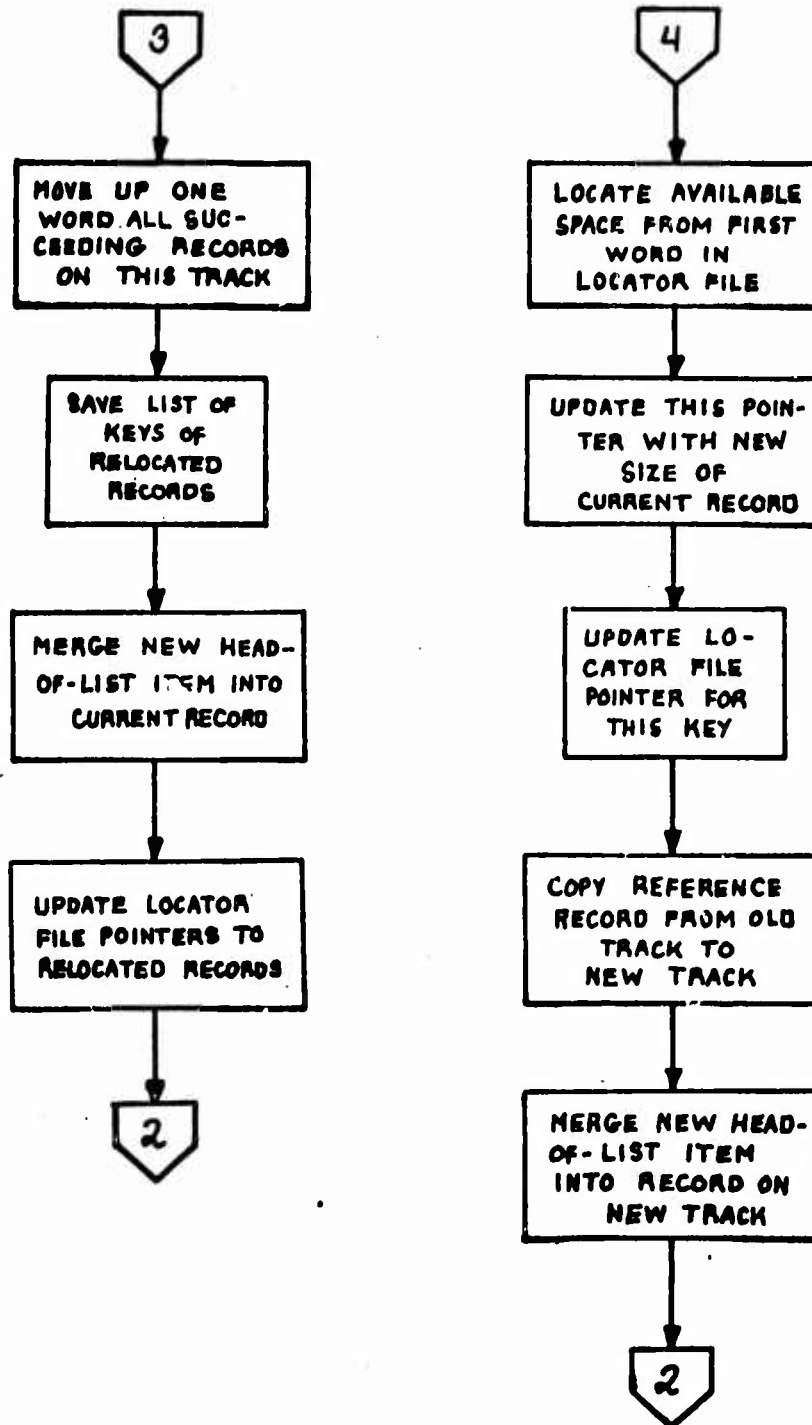 3
MOVE UP ONE
WORD ALL SUC-
CEEDING RECORDS
ON THIS TRACK
SAVE LIST OF
KEYS OF
RELOCATED
RECORDS
MERGE NEW HEAD-
OF-LIST ITEM INTO
CURRENT RECORD
UPDATE LOCATOR
FILE POINTERS TO
RELOCATED RECORDS
2
4
LOCATE AVAILABLE
SPACE FROM FIRST
WORD IN
LOCATOR FILE
UPDATE THIS POIN-
TER WITH NEW
SIZE OF
CURRENT RECORD
UPDATE LO-
CATOR FILE
POINTER FOR
THIS KEY
COPY REFERENCE
RECORD FROM OLD
TRACK TO
NEW TRACK
MERGE NEW HEAD-
OF-LIST ITEM
INTO RECORD ON
NEW TRACK
2